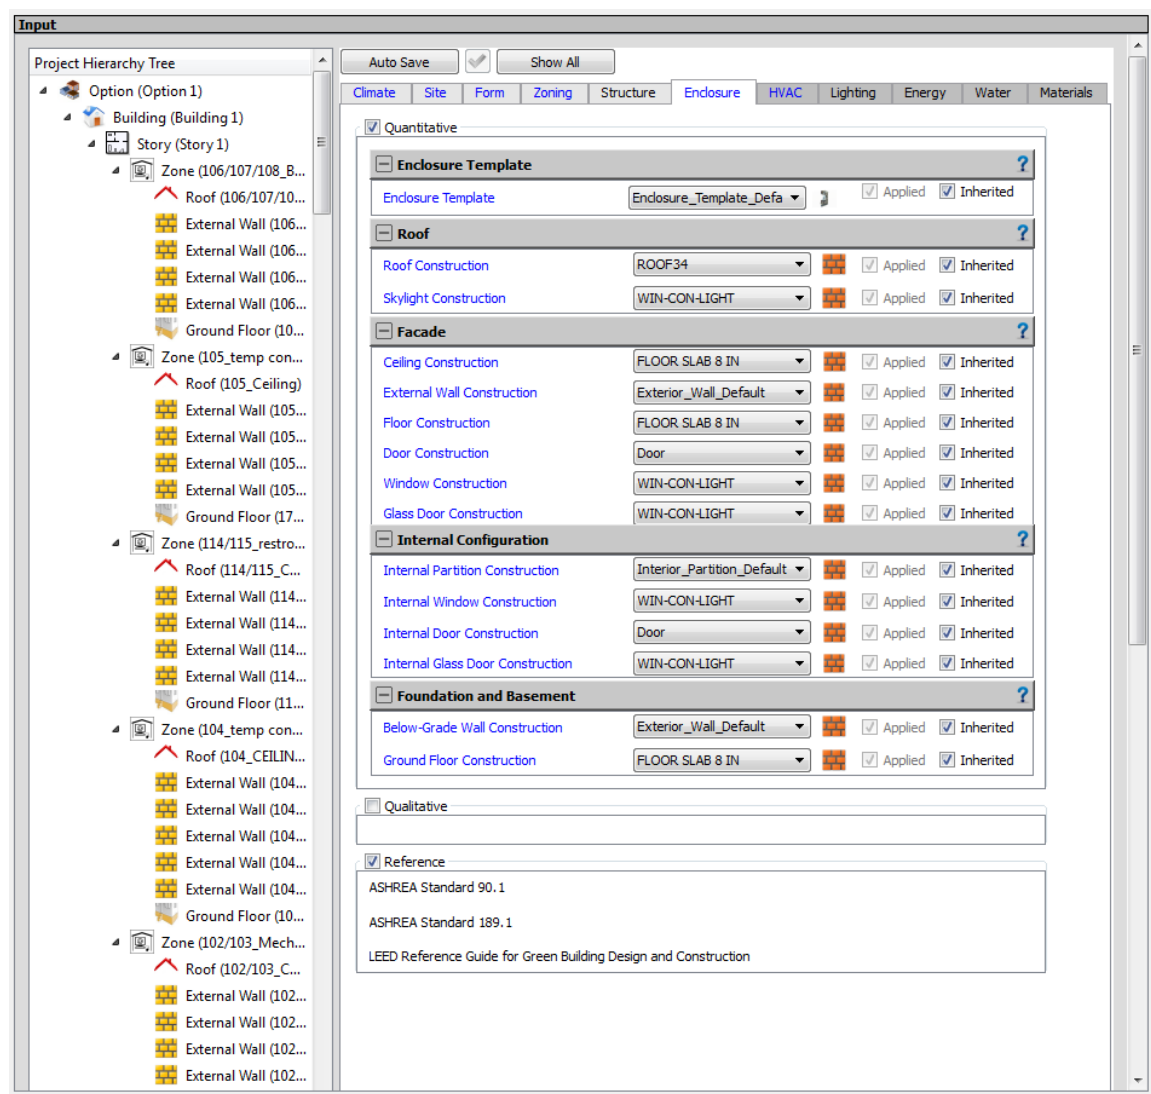 Input
Project Hierarchy Tree
Option (Option 1)
Building (Building 1)
Story (Story 1)
Zone (106/107/108_B...
Roof (106/107/10...
External Wall (106...
External Wall (106...
External Wall (106...
External Wall (106...
Ground Floor (10...
Zone (105_temp con...
Roof (105_Ceiling)
External Wall (105...
External Wall (105...
External Wall (105...
External Wall (105...
Ground Floor (17...
Zone (114/115_restro...
Roof (114/115_C...
External Wall (114...
External Wall (114...
External Wall (114...
External Wall (114...
Ground Floor (11...
Zone (104_temp con...
Roof (104_CEILIN...
External Wall (104...
External Wall (104...
External Wall (104...
External Wall (104...
External Wall (104...
Ground Floor (10...
Zone (102/103_Mech...
Roof (102/103_C...
External Wall (102...
External Wall (102...
External Wall (102...
External Wall (102...
Auto Save Show All
Climate Site Form Zoning Structure Enclosure HVAC Lighting Energy Water Materials
Quantitative
Enclosure Template ?
Enclosure Template Enclosure_Template_Defa Applied Inherited
Roof ?
Roof Construction ROOF34 Applied Inherited
Skylight Construction WIN-CON-LIGHT Applied Inherited
Facade ?
Ceiling Construction FLOOR SLAB 8 IN Applied Inherited
External Wall Construction Exterior_Wall_Default Applied Inherited
Floor Construction FLOOR SLAB 8 IN Applied Inherited
Door Construction Door Applied Inherited
Window Construction WIN-CON-LIGHT Applied Inherited
Glass Door Construction WIN-CON-LIGHT Applied Inherited
Internal Configuration ?
Internal Partition Construction Interior_Partition_Default Applied Inherited
Internal Window Construction WIN-CON-LIGHT Applied Inherited
Internal Door Construction Door Applied Inherited
Internal Glass Door Construction WIN-CON-LIGHT Applied Inherited
Foundation and Basement ?
Below-Grade Wall Construction Exterior_Wall_Default Applied Inherited
Ground Floor Construction FLOOR SLAB 8 IN Applied Inherited
Qualitative
Reference
ASHREA Standard 90.1
ASHREA Standard 189.1
LEED Reference Guide for Green Building Design and Construction